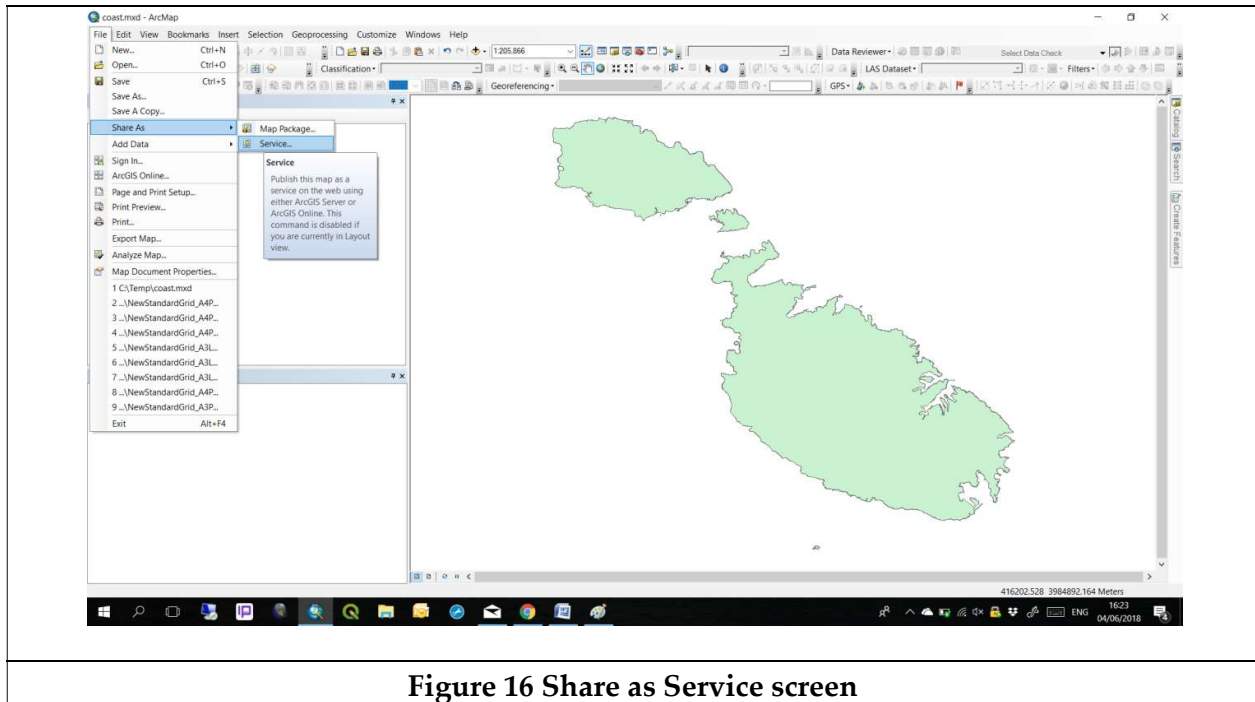 coast.mxd - ArcMap
File Edit View Bookmarks Insert Selection Geoprocessing Customize Windows Help
1:205,866
Data Reviewer
Select Data Check
Classification
LAS Dataset
Filters
Georeferencing
GPS
New... Ctrl+N
Open... Ctrl+O
Save Ctrl+S
Save As...
Save A Copy...
Share As
Add Data
Sign In...
ArcGIS Online...
Page and Print Setup...
Print Preview...
Print...
Export Map...
Analyze Map...
Map Document Properties...
1 C:\Temp\coast.mxd
2 ...\NewStandardGrid_A4P...
3 ...\NewStandardGrid_A4P...
4 ...\NewStandardGrid_A4P...
5 ...\NewStandardGrid_A3L...
6 ...\NewStandardGrid_A3L...
7 ...\NewStandardGrid_A3L...
8 ...\NewStandardGrid_A4P...
9 ...\NewStandardGrid_A3P...
Exit Alt+F4
Map Package...
Service...
Service
Publish this map as a
service on the web using
either ArcGIS Server or
ArcGIS Online. This
command is disabled if
you are currently in Layout
view.
Catalog
Search
Create Features
416202.528 3984892.164 Meters
ENG
16:23
04/06/2018
4
Figure 16 Share as Service screen